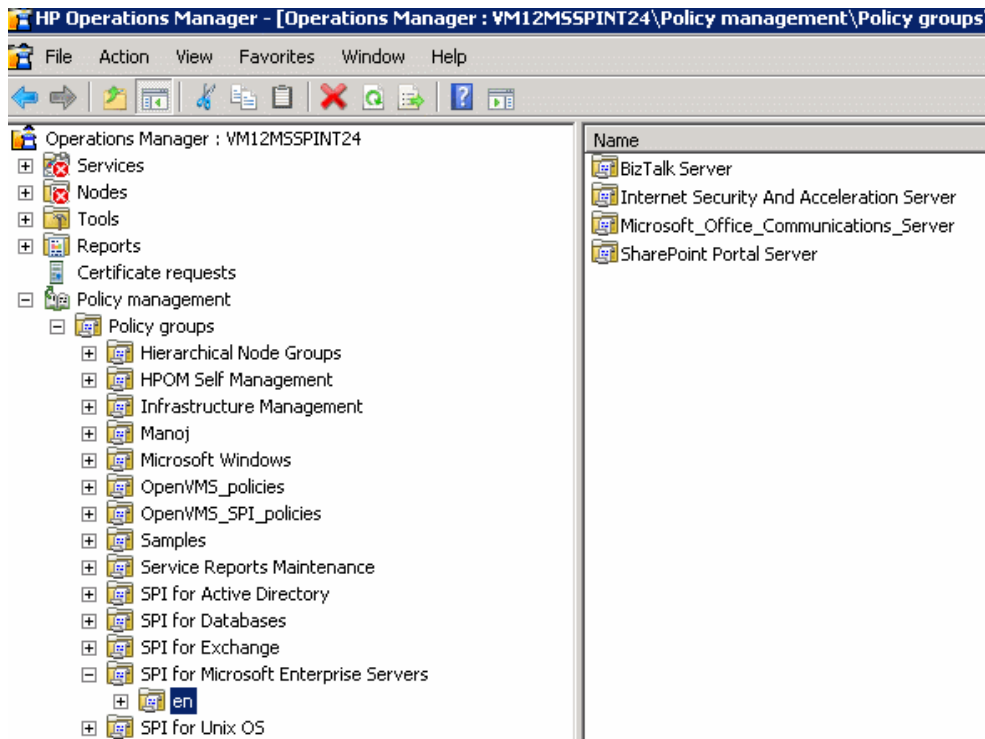 HP Operations Manager - [Operations Manager : VM12MSSPINT24\Policy management\Policy groups
File Action View Favorites Window Help
Operations Manager : VM12MSSPINT24
Services
Nodes
Tools
Reports
Certificate requests
Policy management
Policy groups
Hierarchical Node Groups
HPOM Self Management
Infrastructure Management
Manoj
Microsoft Windows
OpenVMS_policies
OpenVMS_SPI_policies
Samples
Service Reports Maintenance
SPI for Active Directory
SPI for Databases
SPI for Exchange
SPI for Microsoft Enterprise Servers
en
SPI for Unix OS
Name
BizTalk Server
Internet Security And Acceleration Server
Microsoft_Office_Communications_Server
SharePoint Portal Server